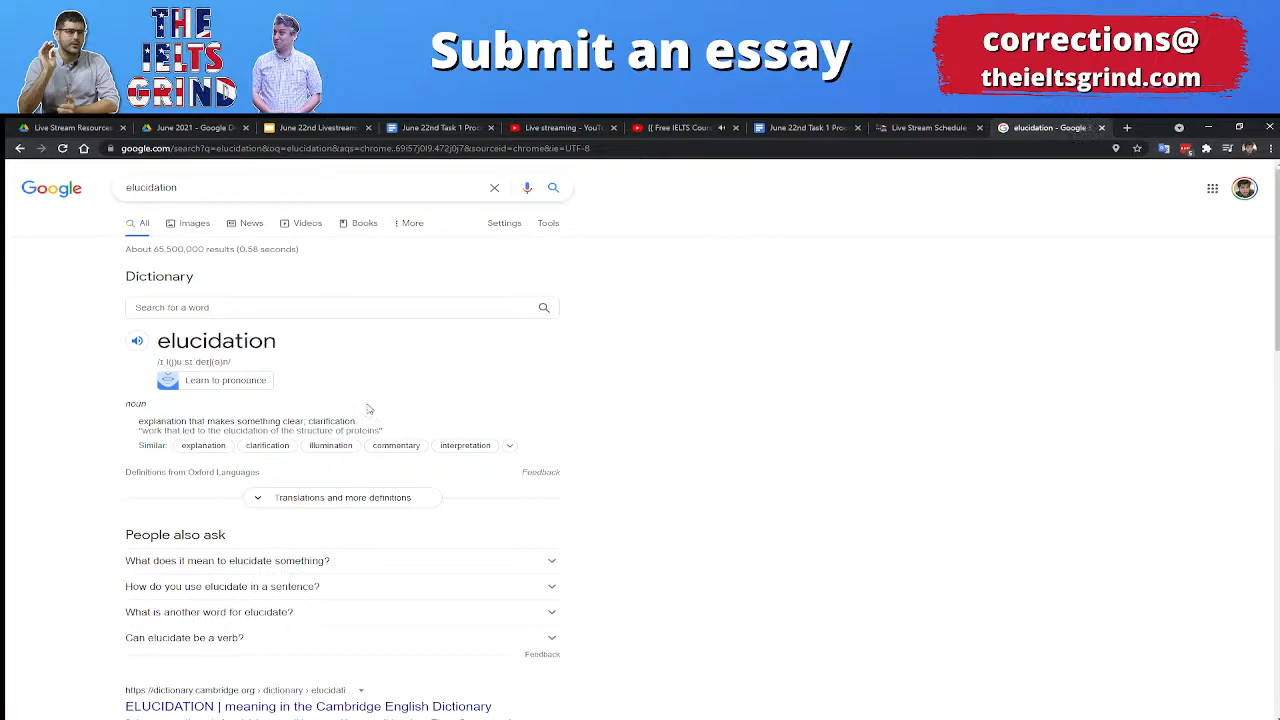 THE
IELTS
GRIND
Submit an essay
corrections@
theieltsgrind.com
Live Stream Resources
June 2021 - Google D
June 22nd Livestream
June 22nd Task 1 Pro
Live streaming - YouTu
(( Free IELTS Coun
June 22nd Task 1 Pro
Live Stream Schedule
elucidation - Google S
google.com/search?q=elucidation&oq=elucidation&aqs=chrome..69i57j0l9.472j0j7&sourceid=chrome&ie=UTF-8
Google
elucidation
All
Images
News
Videos
Books
More
Settings
Tools
About 65,500,000 results (0.58 seconds)
Dictionary
Search for a word
elucidation
Learn to pronounce
noun
explanation that makes something clear; clarification.
"work that led to the elucidation of the structure of proteins"
Similar: explanation clarification illumination commentary interpretation
Definitions from Oxford Languages
Feedback
Translations and more definitions
People also ask
What does it mean to elucidate something?
How do you use elucidate in a sentence?
What is another word for elucidate?
Can elucidate be a verb?
Feedback
https://dictionary.cambridge.org › dictionary › elucidati...
ELUCIDATION | meaning in the Cambridge English Dictionary